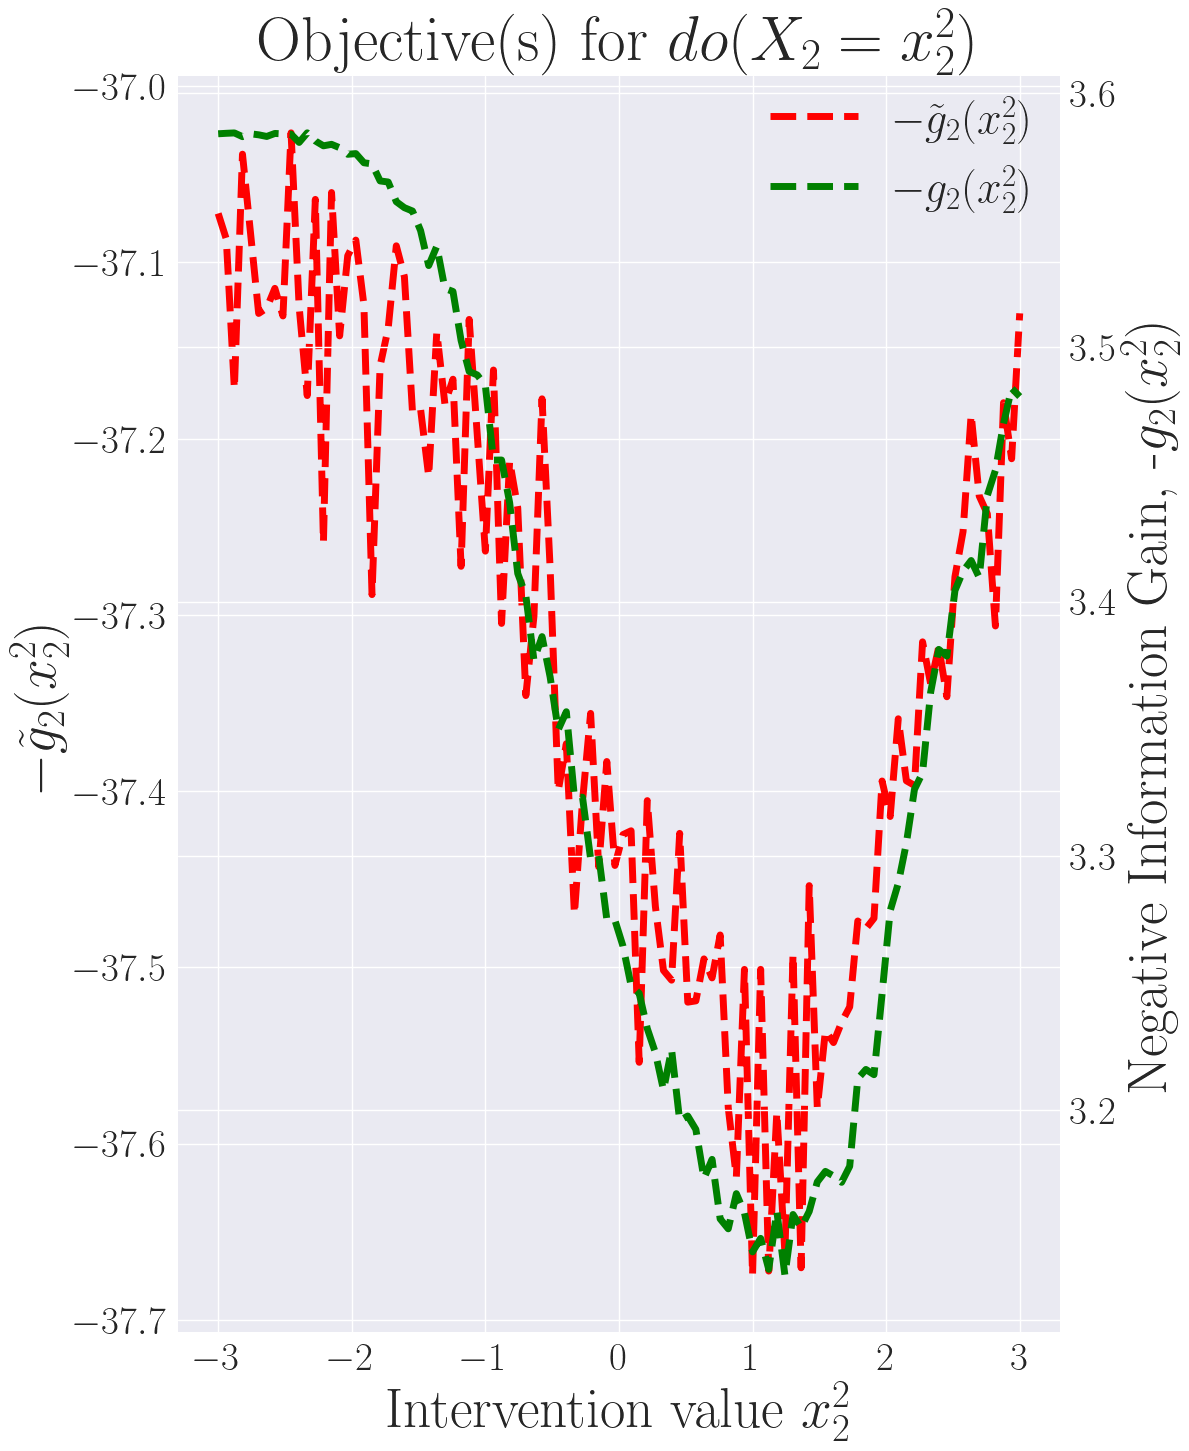 Objective(s) for do(X₂ = x₂²)
−g̃₂(x₂²)
−g₂(x₂²)
−37.0
−37.1
−37.2
−37.3
−37.4
−37.5
−37.6
−37.7
−g̃₂(x₂²)
3.6
3.5
3.4
3.3
3.2
Negative Information Gain, -g₂(x₂²)
−3 −2 −1 0 1 2 3
Intervention value x₂²